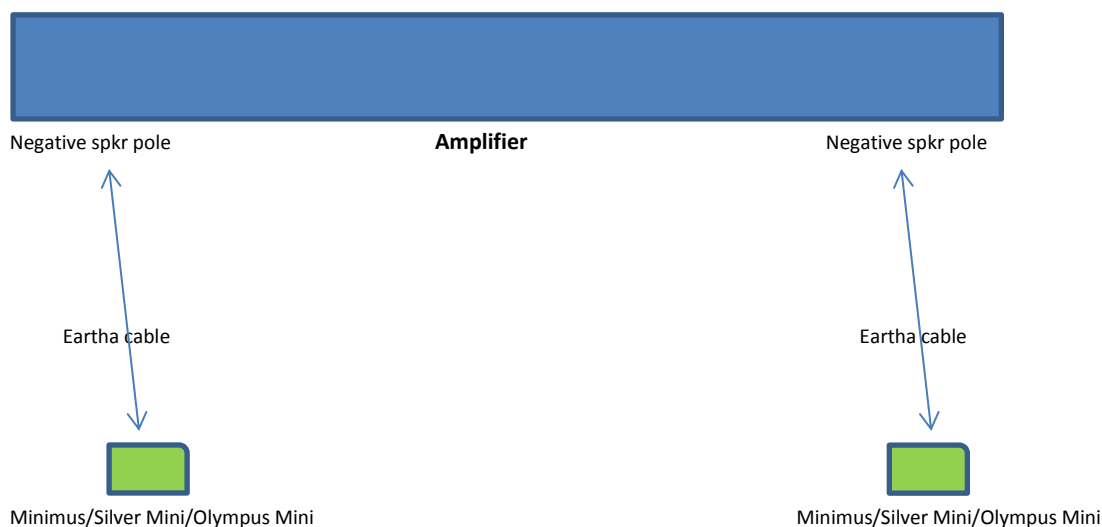 Negative spkr pole
Amplifier
Negative spkr pole
Eartha cable
Eartha cable
Minimus/Silver Mini/Olympus Mini
Minimus/Silver Mini/Olympus Mini